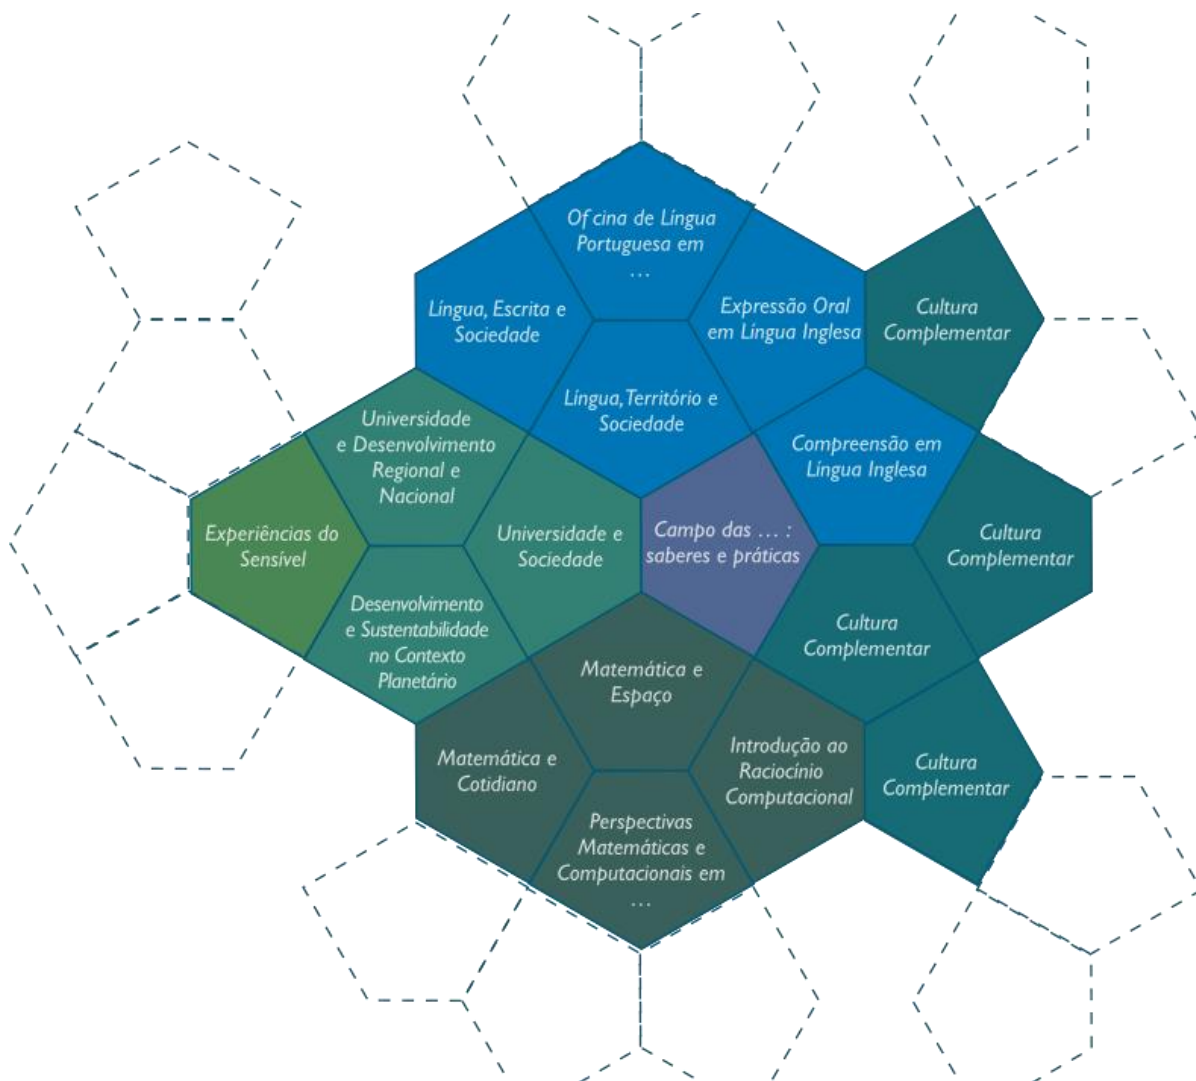 Of cina de Língua
Portuguesa em
...
Língua, Escrita e
Sociedade
Expressão Oral
em Língua Inglesa
Cultura
Complementar
Língua, Território e
Sociedade
Universidade
e Desenvolvimento
Regional e
Nacional
Compreensão em
Língua Inglesa
Experiências do
Sensível
Universidade e
Sociedade
Campo das ... :
saberes e práticas
Cultura
Complementar
Desenvolvimento
e Sustentabilidade
no Contexto
Planetário
Cultura
Complementar
Matemática e
Espaço
Matemática e
Cotidiano
Introdução ao
Raciocínio
Computacional
Cultura
Complementar
Perspectivas
Matemáticas e
Computacionais em
...